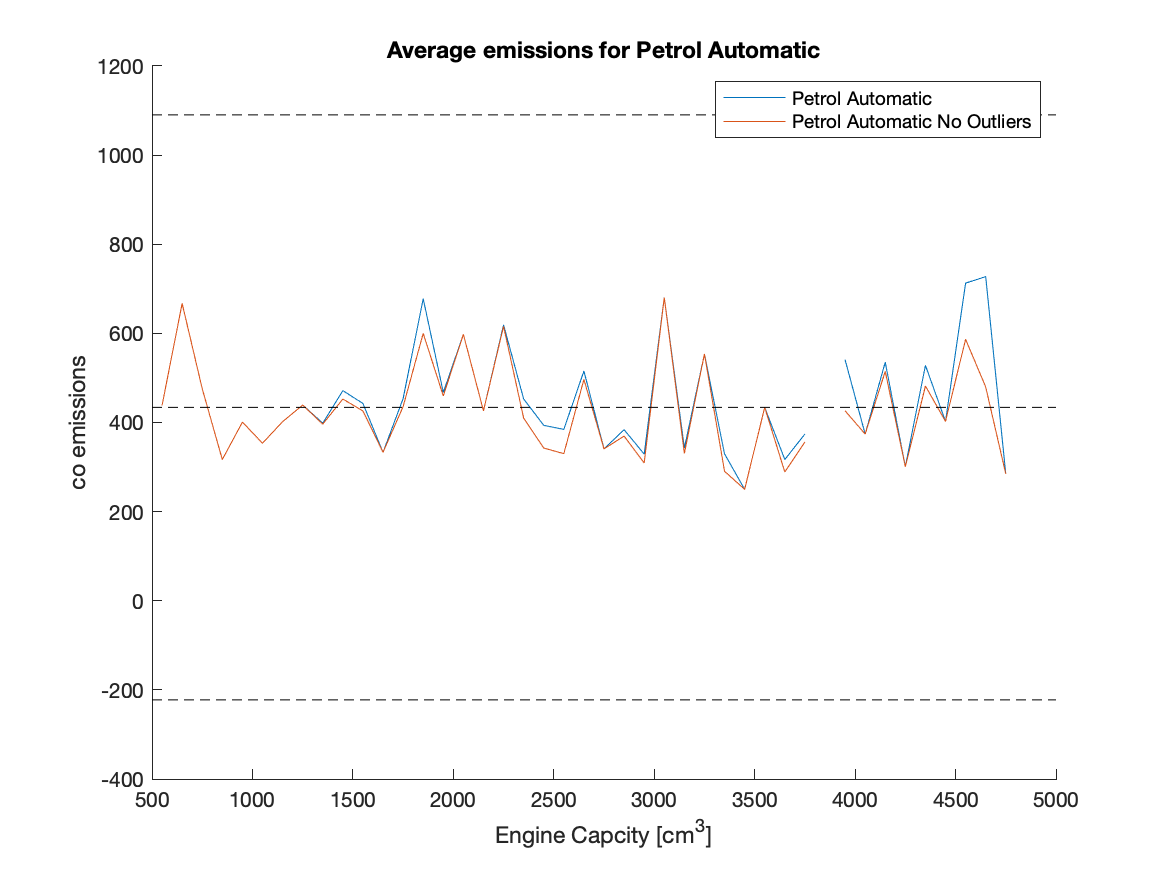 Average emissions for Petrol Automatic
1200
1000
800
600
400
200
0
-200
-400
co emissions
Petrol Automatic
Petrol Automatic No Outliers
500 1000 1500 2000 2500 3000 3500 4000 4500 5000
Engine Capcity [cm³]